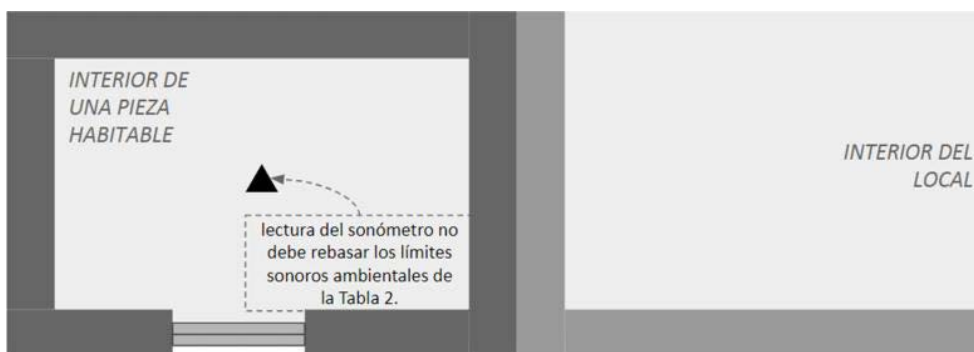 INTERIOR DE
UNA PIEZA
HABITABLE
lectura del sonómetro no
debe rebasar los límites
sonoros ambientales de
la Tabla 2.
INTERIOR DEL
LOCAL